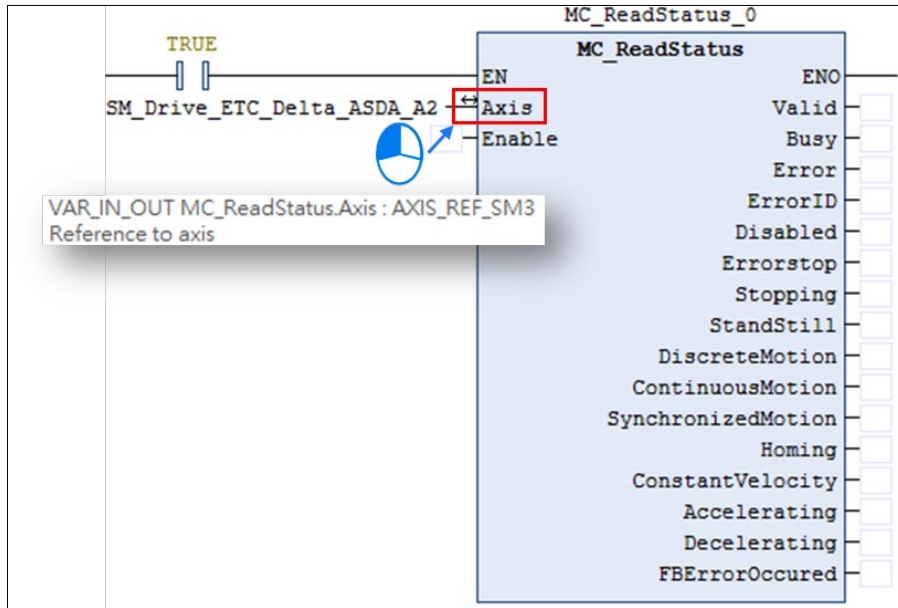 MC_ReadStatus_0
TRUE
MC_ReadStatus
EN
ENO
SM_Drive_ETC_Delta_ASDA_A2
Axis
Valid
Enable
Busy
Error
VAR_IN_OUT MC_ReadStatus.Axis : AXIS_REF_SM3
Reference to axis
ErrorID
Disabled
Errorstop
Stopping
StandStill
DiscreteMotion
ContinuousMotion
SynchronizedMotion
Homing
ConstantVelocity
Accelerating
Decelerating
FBErrorOccured